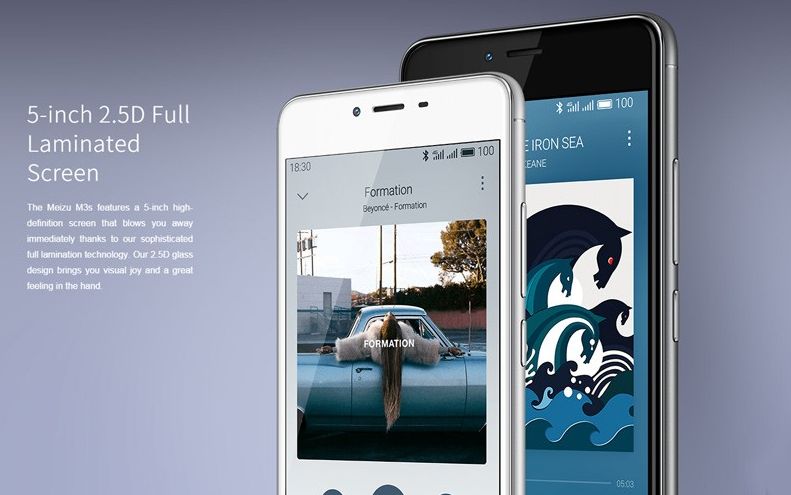 5-inch 2.5D Full
Laminated
Screen
The Meizu M3s features a 5-inch high-
definition screen that blows you away
immediately thanks to our sophisticated
full lamination technology. Our 2.5D glass
design brings you visual joy and a great
feeling in the hand.
18:30
4G
100
Formation
Beyoncé - Formation
FORMATION
4G
100
E IRON SEA
KEANE
05:03